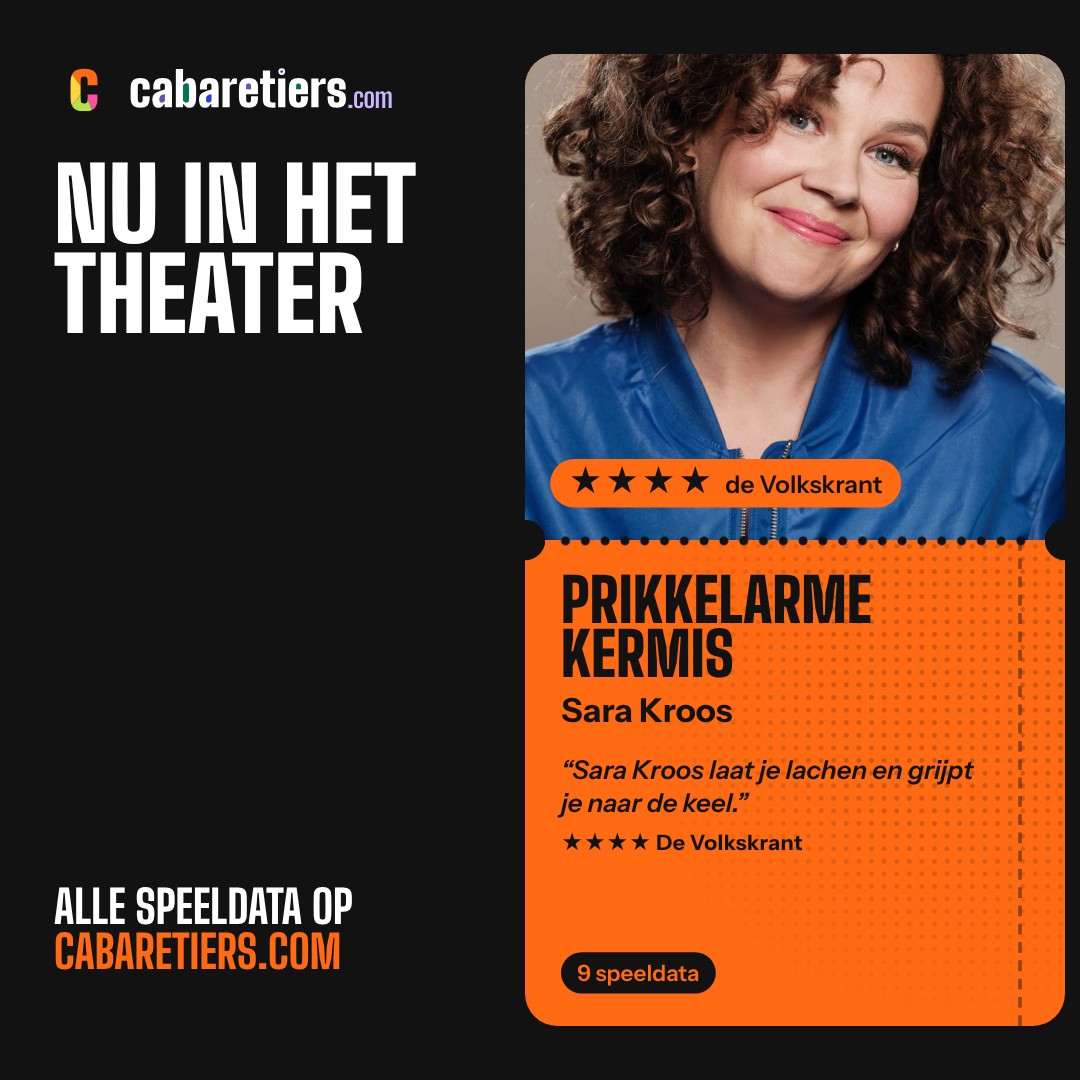 cabaretiers.com
NU IN HET
THEATER
★★★★ de Volkskrant
PRIKKELARME
KERMIS
Sara Kroos
“Sara Kroos laat je lachen en grijpt
je naar de keel.”
★★★★ De Volkskrant
9 speeldata
ALLE SPEELDATA OP
CABARETIERS.COM